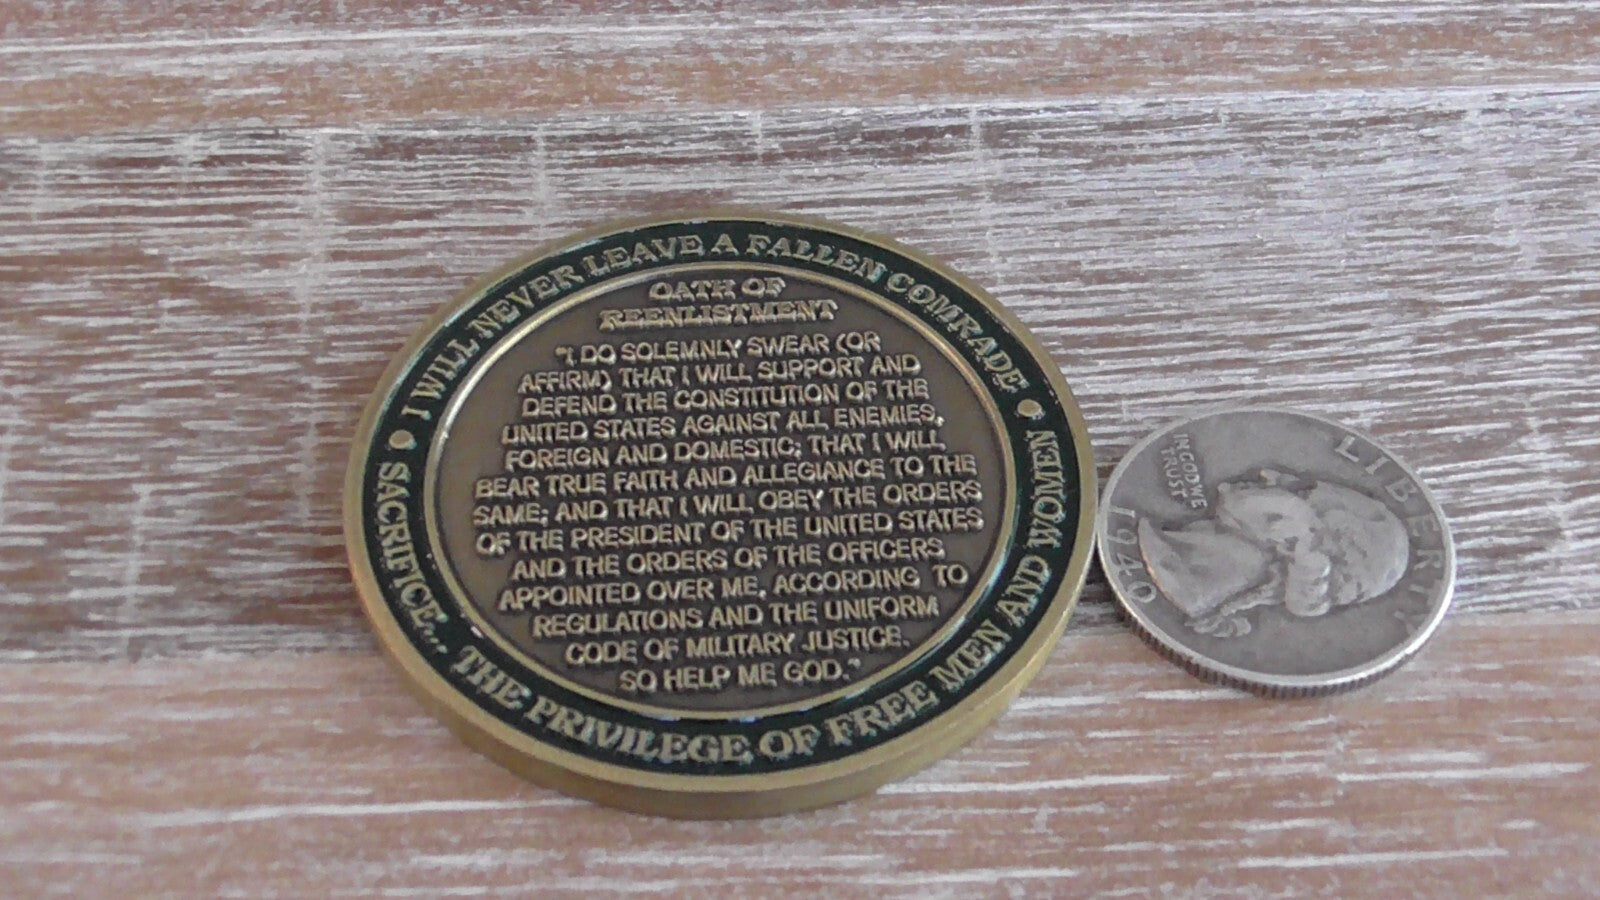 I WILL NEVER LEAVE A FALLEN COMRADE
OATH OF
REENLISTMENT
"I DO SOLEMNLY SWEAR (OR
AFFIRM) THAT I WILL SUPPORT AND
DEFEND THE CONSTITUTION OF THE
UNITED STATES AGAINST ALL ENEMIES,
FOREIGN AND DOMESTIC; THAT I WILL
BEAR TRUE FAITH AND ALLEGIANCE TO THE
SAME; AND THAT I WILL OBEY THE ORDERS
OF THE PRESIDENT OF THE UNITED STATES
AND THE ORDERS OF THE OFFICERS
APPOINTED OVER ME, ACCORDING TO
REGULATIONS AND THE UNIFORM
CODE OF MILITARY JUSTICE.
SO HELP ME GOD."
SACRIFICE... THE PRIVILEGE OF FREE MEN AND WOMEN
LIBERTY
IN GOD WE
TRUST
1940